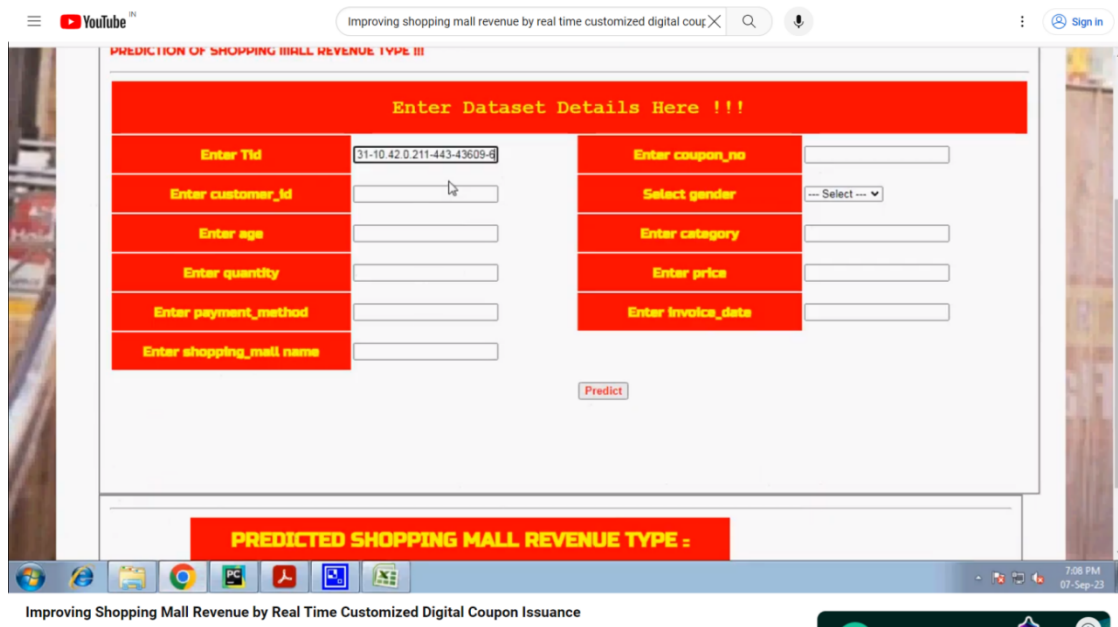 YouTube IN
Improving shopping mall revenue by real time customized digital coup
Sign in
PREDICTION OF SHOPPING MALL REVENUE TYPE !!!
Enter Dataset Details Here !!!
Enter Tid 31-10.42.0.211-443-43609-6 Enter coupon_no
Enter customer_id Select gender --- Select ---
Enter age Enter category
Enter quantity Enter price
Enter payment_method Enter invoice_date
Enter shopping_mall name
Predict
PREDICTED SHOPPING MALL REVENUE TYPE :
PC
7:08 PM
07-Sep-23
Improving Shopping Mall Revenue by Real Time Customized Digital Coupon Issuance